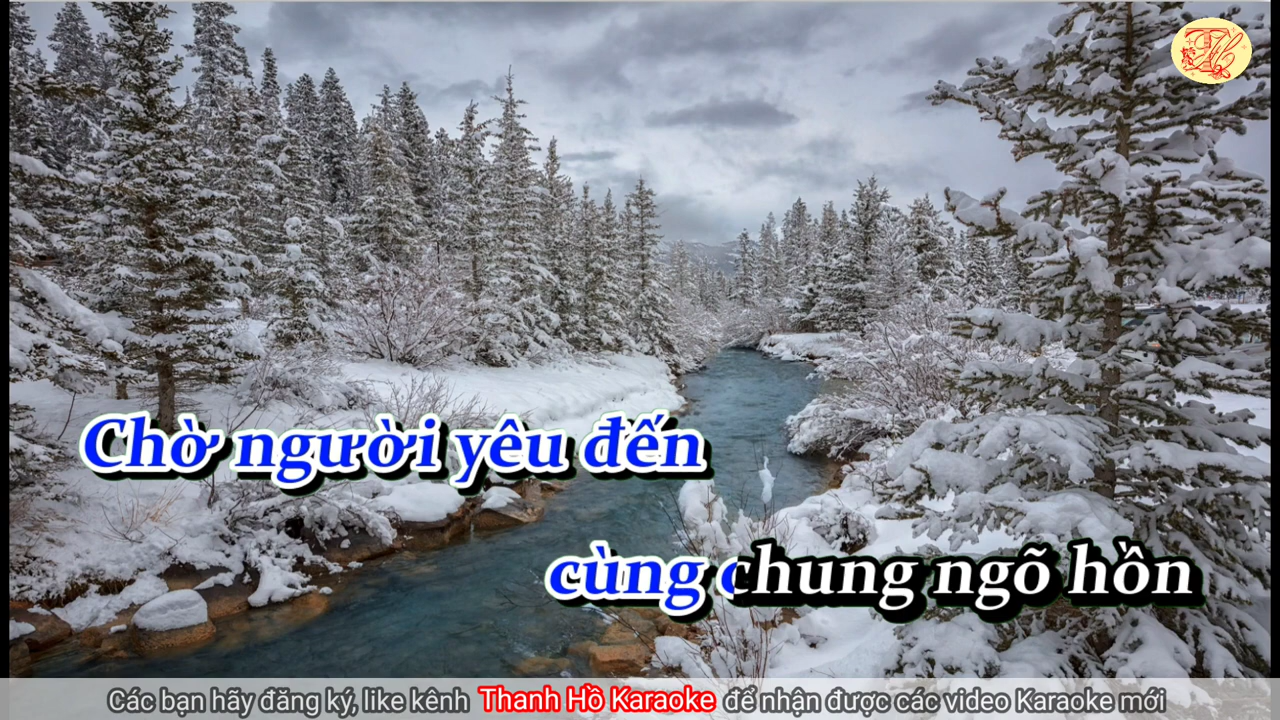 Chờ người yêu đến
cùng chung ngõ hồn
Các bạn hãy đăng ký, like kênh Thanh Hồ Karaoke để nhận được các video Karaoke mới